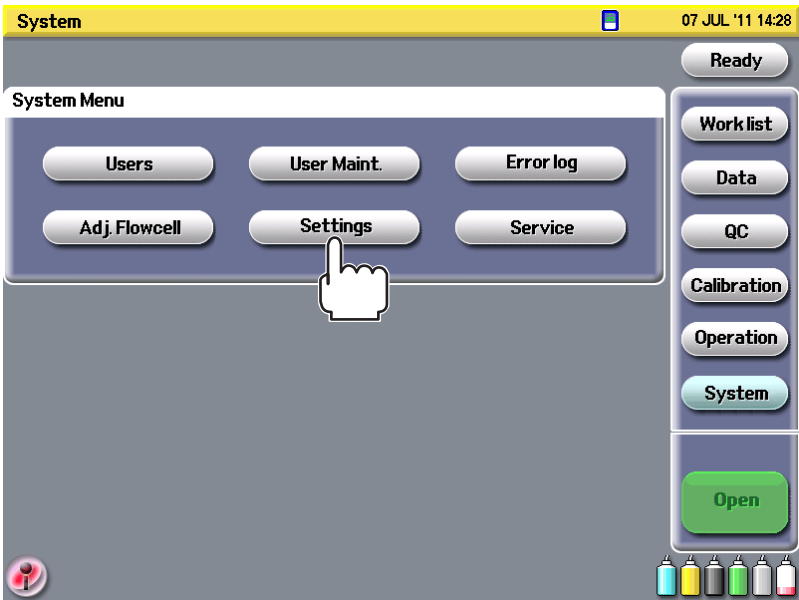 System
07 JUL '11 14:28
Ready
System Menu
Users
User Maint.
Error log
Adj. Flowcell
Settings
Service
Work list
Data
QC
Calibration
Operation
System
Open